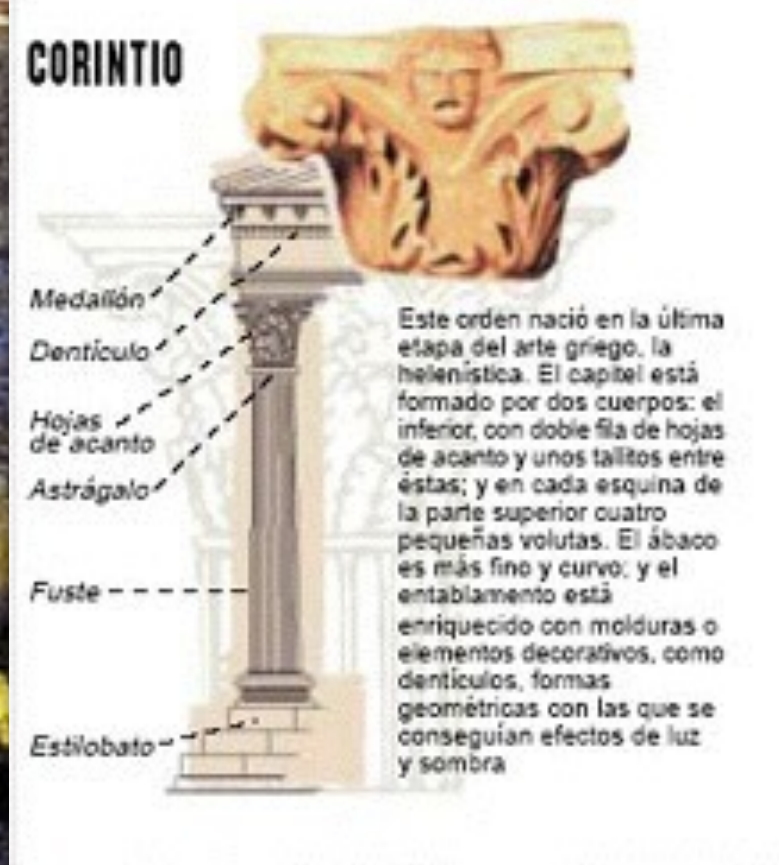 CORINTIO
Medallón
Dentículo
Hojas
de acanto
Astrágalo
Fuste
Estilobato
Este orden nació en la última
etapa del arte griego, la
helenística. El capitel está
formado por dos cuerpos: el
inferior, con doble fila de hojas
de acanto y unos tallitos entre
éstas; y en cada esquina de
la parte superior cuatro
pequeñas volutas. El ábaco
es más fino y curvo; y el
entablamento está
enriquecido con molduras o
elementos decorativos, como
dentículos, formas
geométricas con las que se
conseguían efectos de luz
y sombra